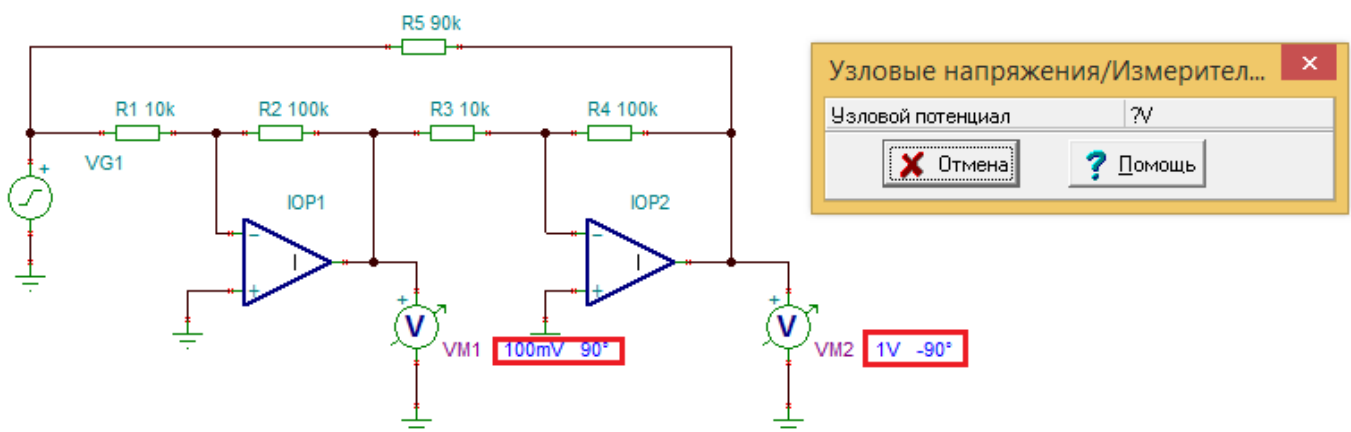 R5 90k
R1 10k
R2 100k
R3 10k
R4 100k
VG1
+
IOP1
IOP2
−
I
+
−
I
+
+
V
VM1 100mV 90°
+
V
VM2 1V -90°
Узловые напряжения/Измерител...
Узловой потенциал ?V
Отмена
? Помощь